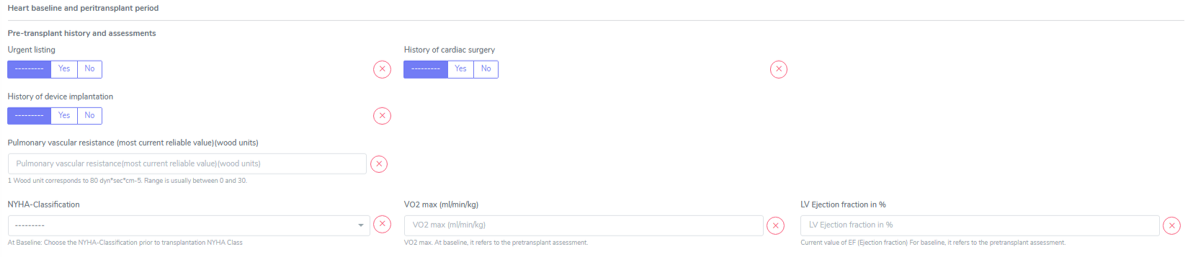 Heart baseline and peritransplant period
Pre-transplant history and assessments
Urgent listing
History of cardiac surgery
--------- Yes No
--------- Yes No
History of device implantation
--------- Yes No
Pulmonary vascular resistance (most current reliable value)(wood units)
Pulmonary vascular resistance(most current reliable value)(wood units)
1 Wood unit corresponds to 80 dyn*sec*cm-5. Range is usually between 0 and 30.
NYHA-Classification
VO2 max (ml/min/kg)
LV Ejection fraction in %
---------
VO2 max (ml/min/kg)
LV Ejection fraction in %
At Baseline: Choose the NYHA-Classification prior to transplantation NYHA Class
VO2 max. At baseline, it refers to the pretransplant assessment.
Current value of EF (Ejection fraction) For baseline, it refers to the pretransplant assessment.